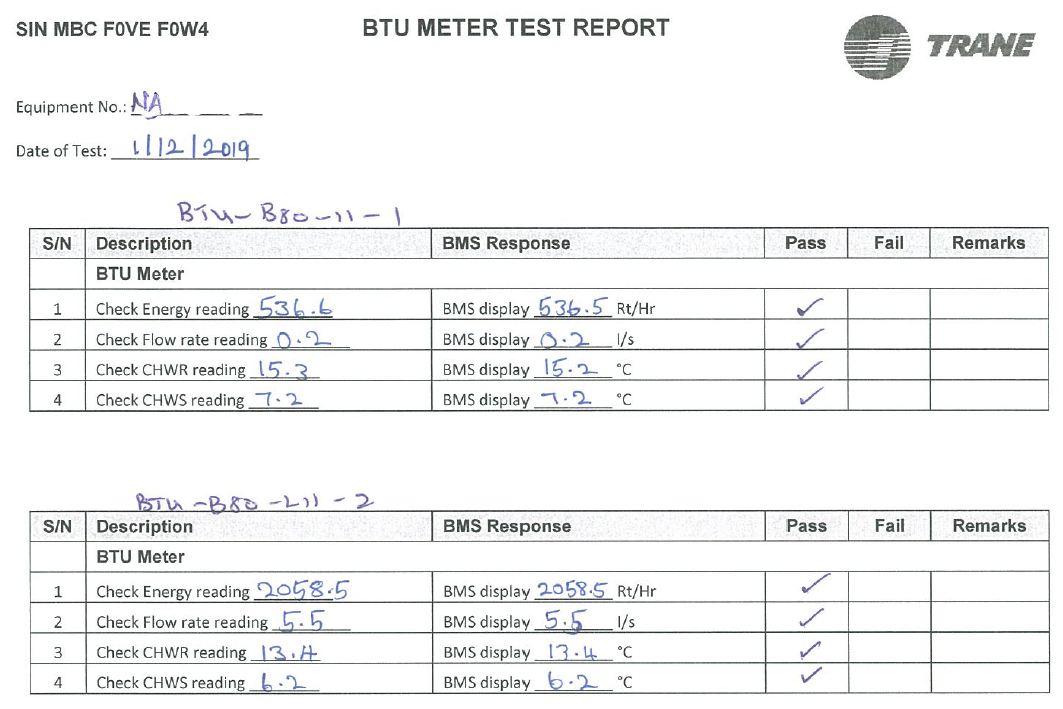 SIN MBC F0VE F0W4 BTU METER TEST REPORT TRANE
Equipment No.: NA
Date of Test: 1/12/2019
BTU-B80-11-1
S/N Description BMS Response Pass Fail Remarks
BTU Meter
1 Check Energy reading 536.6 BMS display 536.5 Rt/Hr ✓
2 Check Flow rate reading 0.2 BMS display 0.2 l/s ✓
3 Check CHWR reading 15.3 BMS display 15.2 °C ✓
4 Check CHWS reading 7.2 BMS display 7.2 °C ✓
BTU-B80-L11-2
S/N Description BMS Response Pass Fail Remarks
BTU Meter
1 Check Energy reading 2058.5 BMS display 2058.5 Rt/Hr ✓
2 Check Flow rate reading 5.5 BMS display 5.5 l/s ✓
3 Check CHWR reading 13.4 BMS display 13.4 °C ✓
4 Check CHWS reading 6.2 BMS display 6.2 °C ✓